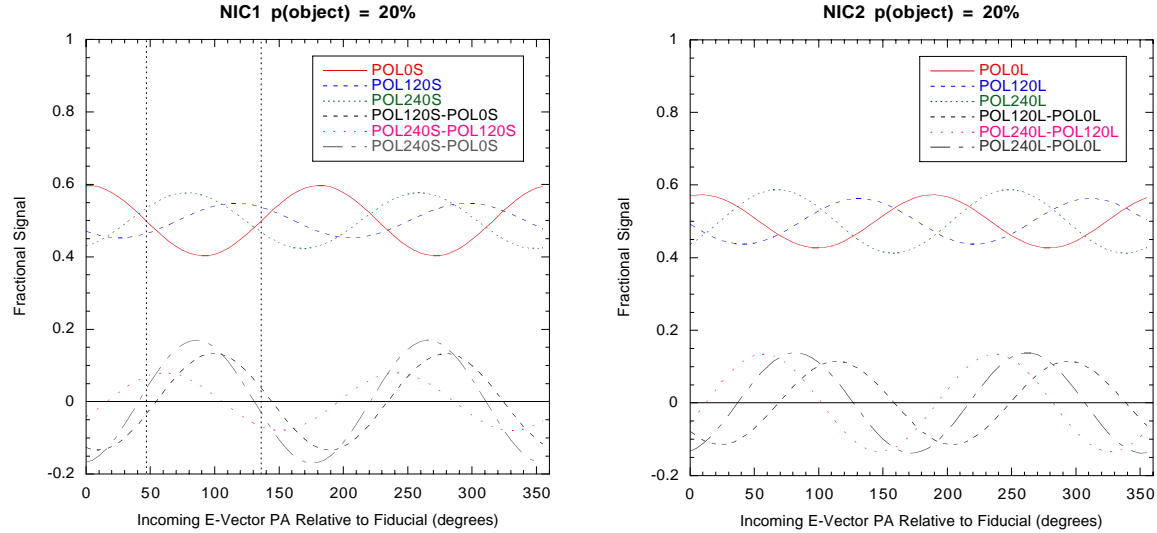 NIC1 p(object) = 20%
1
0.8
0.6
0.4
0.2
0
-0.2
Fractional Signal
POL0S
POL120S
POL240S
POL120S-POL0S
POL240S-POL120S
POL240S-POL0S
0 50 100 150 200 250 300 350
Incoming E-Vector PA Relative to Fiducial (degrees)
NIC2 p(object) = 20%
1
0.8
0.6
0.4
0.2
0
-0.2
Fractional Signal
POL0L
POL120L
POL240L
POL120L-POL0L
POL240L-POL120L
POL240L-POL0L
0 50 100 150 200 250 300 350
Incoming E-Vector PA Relative to Fiducial (degrees)